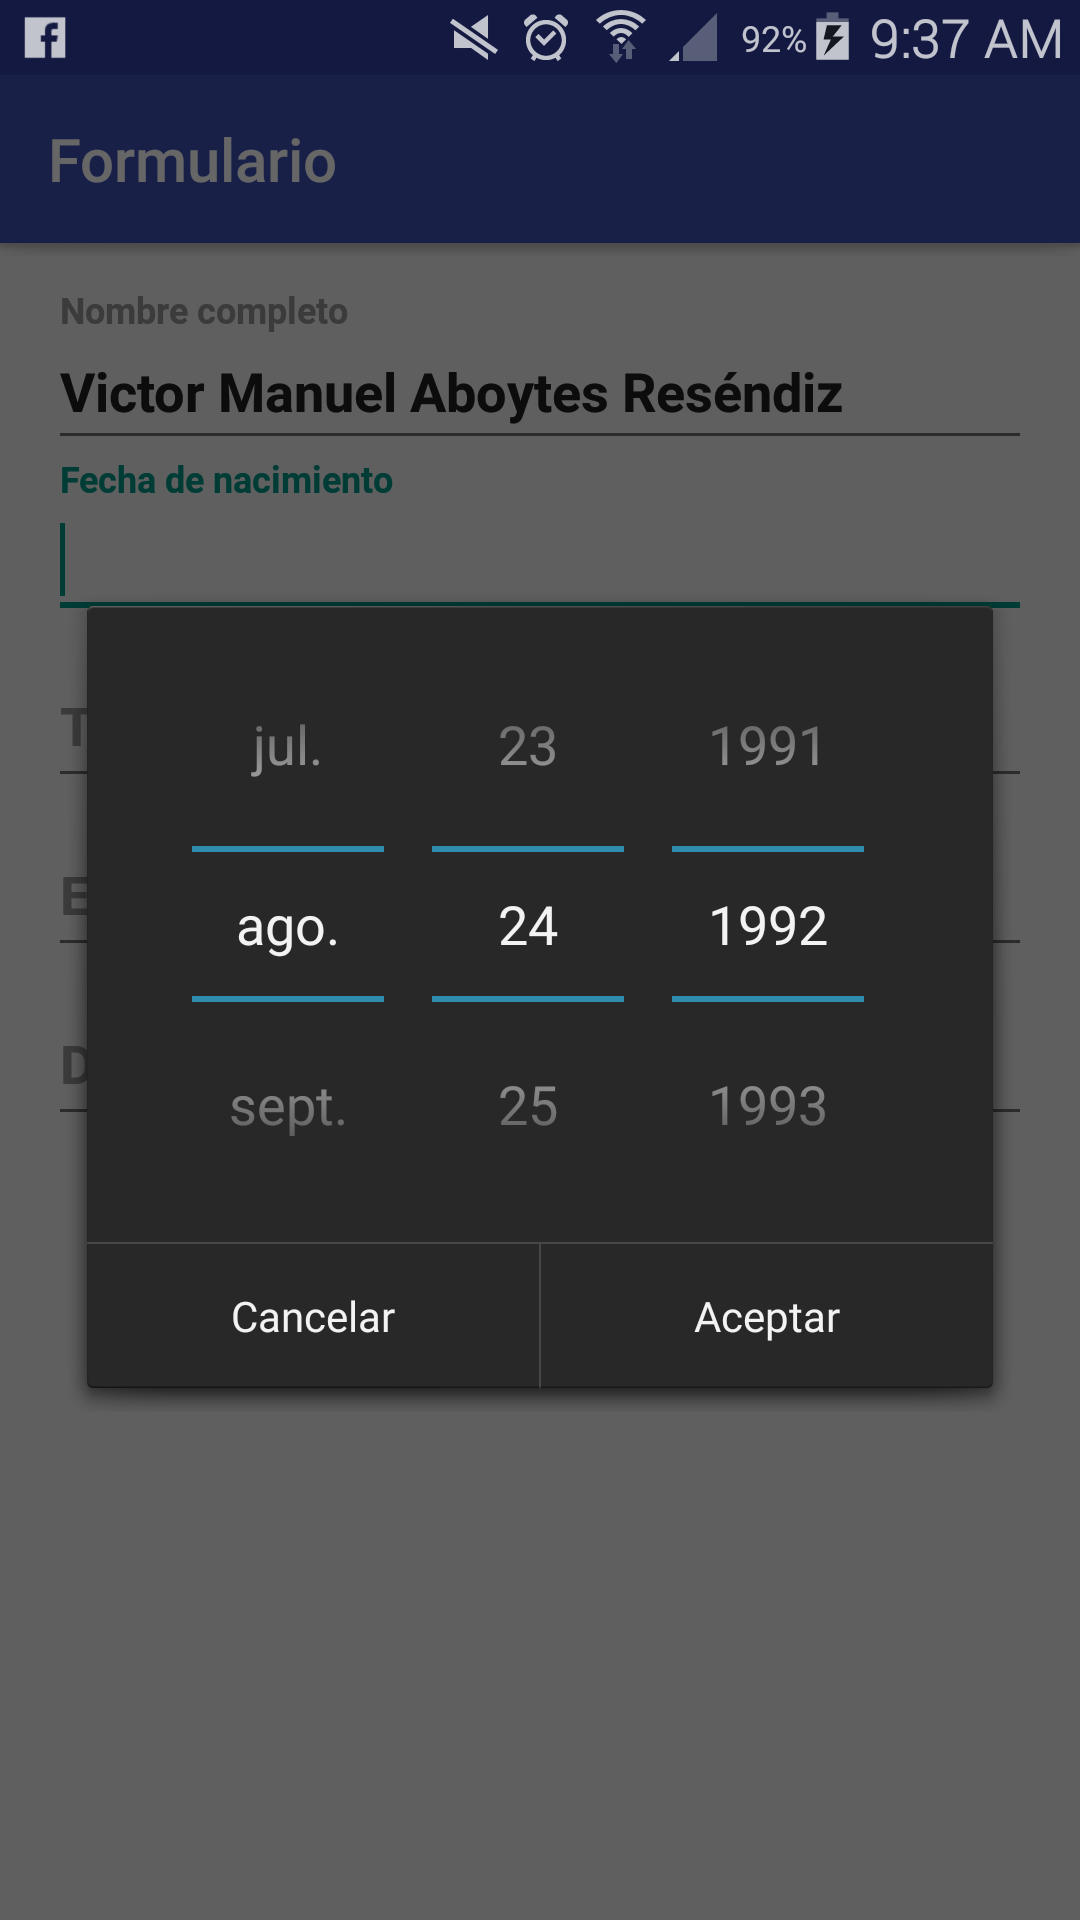 92% 9:37 AM
Formulario
Nombre completo
Victor Manuel Aboytes Reséndiz
Fecha de nacimiento
jul. 23 1991
ago. 24 1992
sept. 25 1993
Cancelar Aceptar